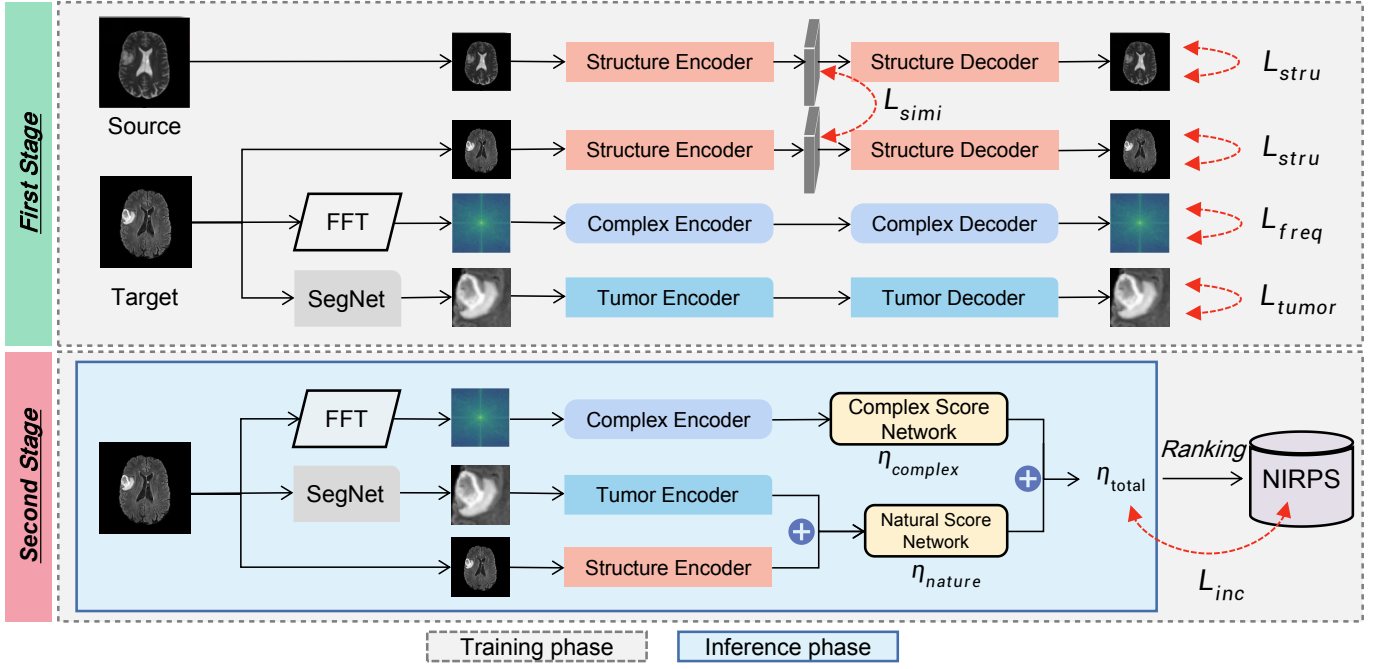 First Stage
Source
Structure Encoder
Structure Decoder
L_stru
L_simi
Structure Encoder
Structure Decoder
L_stru
Target
FFT
Complex Encoder
Complex Decoder
L_freq
SegNet
Tumor Encoder
Tumor Decoder
L_tumor
Second Stage
FFT
Complex Encoder
Complex Score
Network
η_complex
SegNet
Tumor Encoder
Natural Score
Network
η_nature
Structure Encoder
η_total
Ranking
NIRPS
L_inc
Training phase
Inference phase